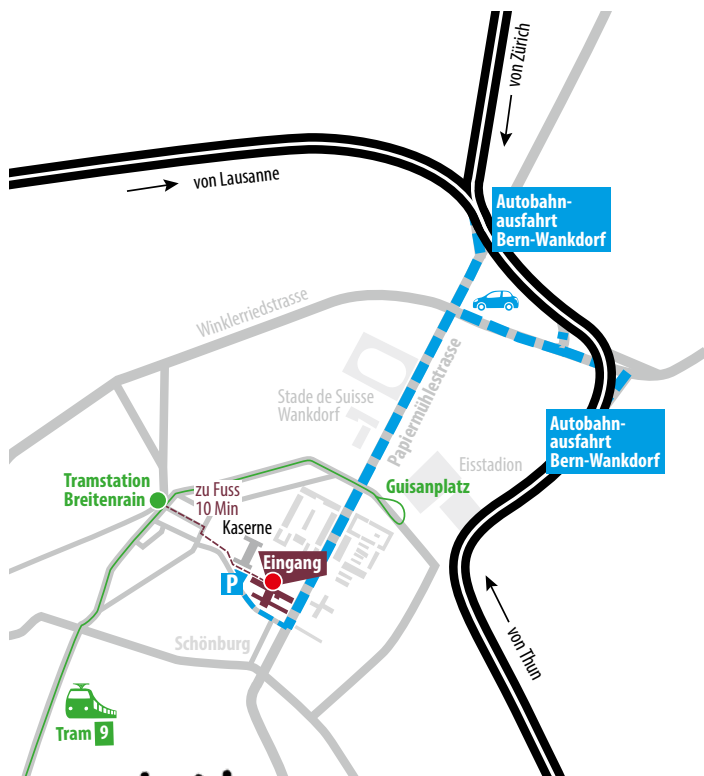 von Zürich
von Lausanne
Autobahn-
ausfahrt
Bern-Wankdorf
Winklerriedstrasse
Papiermühlestrasse
Stade de Suisse
Wankdorf
Autobahn-
ausfahrt
Bern-Wankdorf
Eisstadion
Tramstation
Breitenrain
zu Fuss
10 Min
Guisanplatz
Kaserne
Eingang
P
Schönburg
von Thun
Tram 9